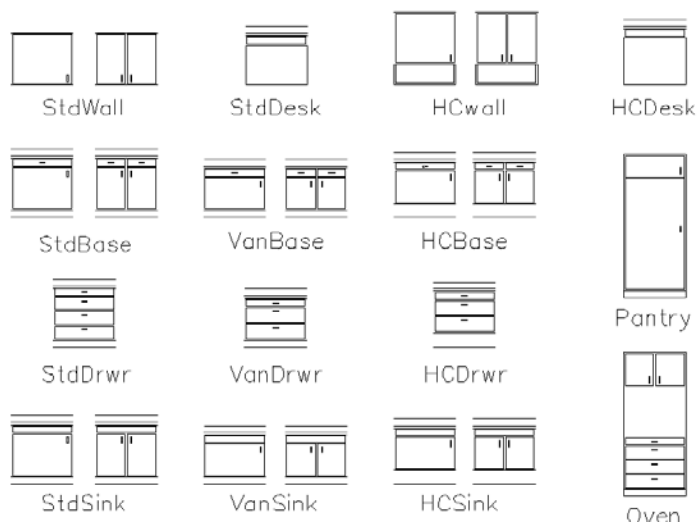 StdWall
StdDesk
HCwall
HCDesk
StdBase
VanBase
HCBase
Pantry
StdDrwr
VanDrwr
HCDrwr
StdSink
VanSink
HCSink
Oven